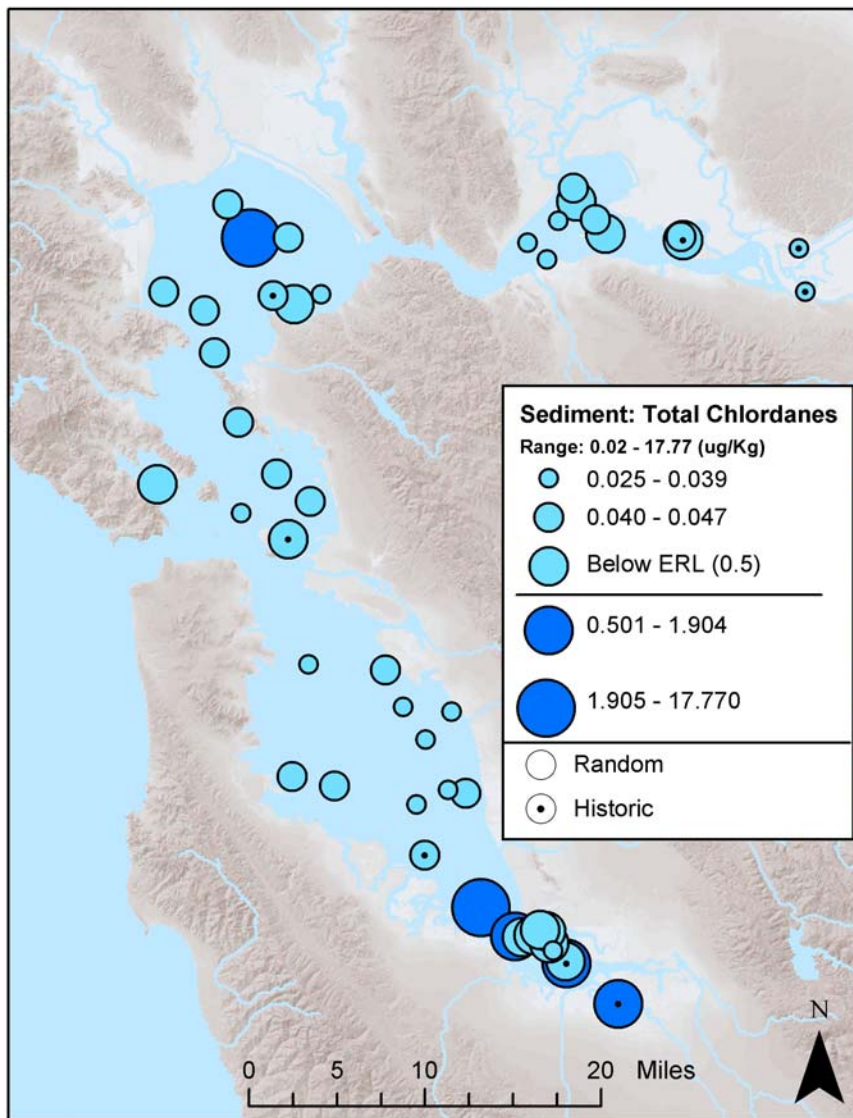 Sediment: Total Chlordanes
Range: 0.02 - 17.77 (ug/Kg)
0.025 - 0.039
0.040 - 0.047
Below ERL (0.5)
0.501 - 1.904
1.905 - 17.770
Random
Historic
N
0 5 10 20 Miles